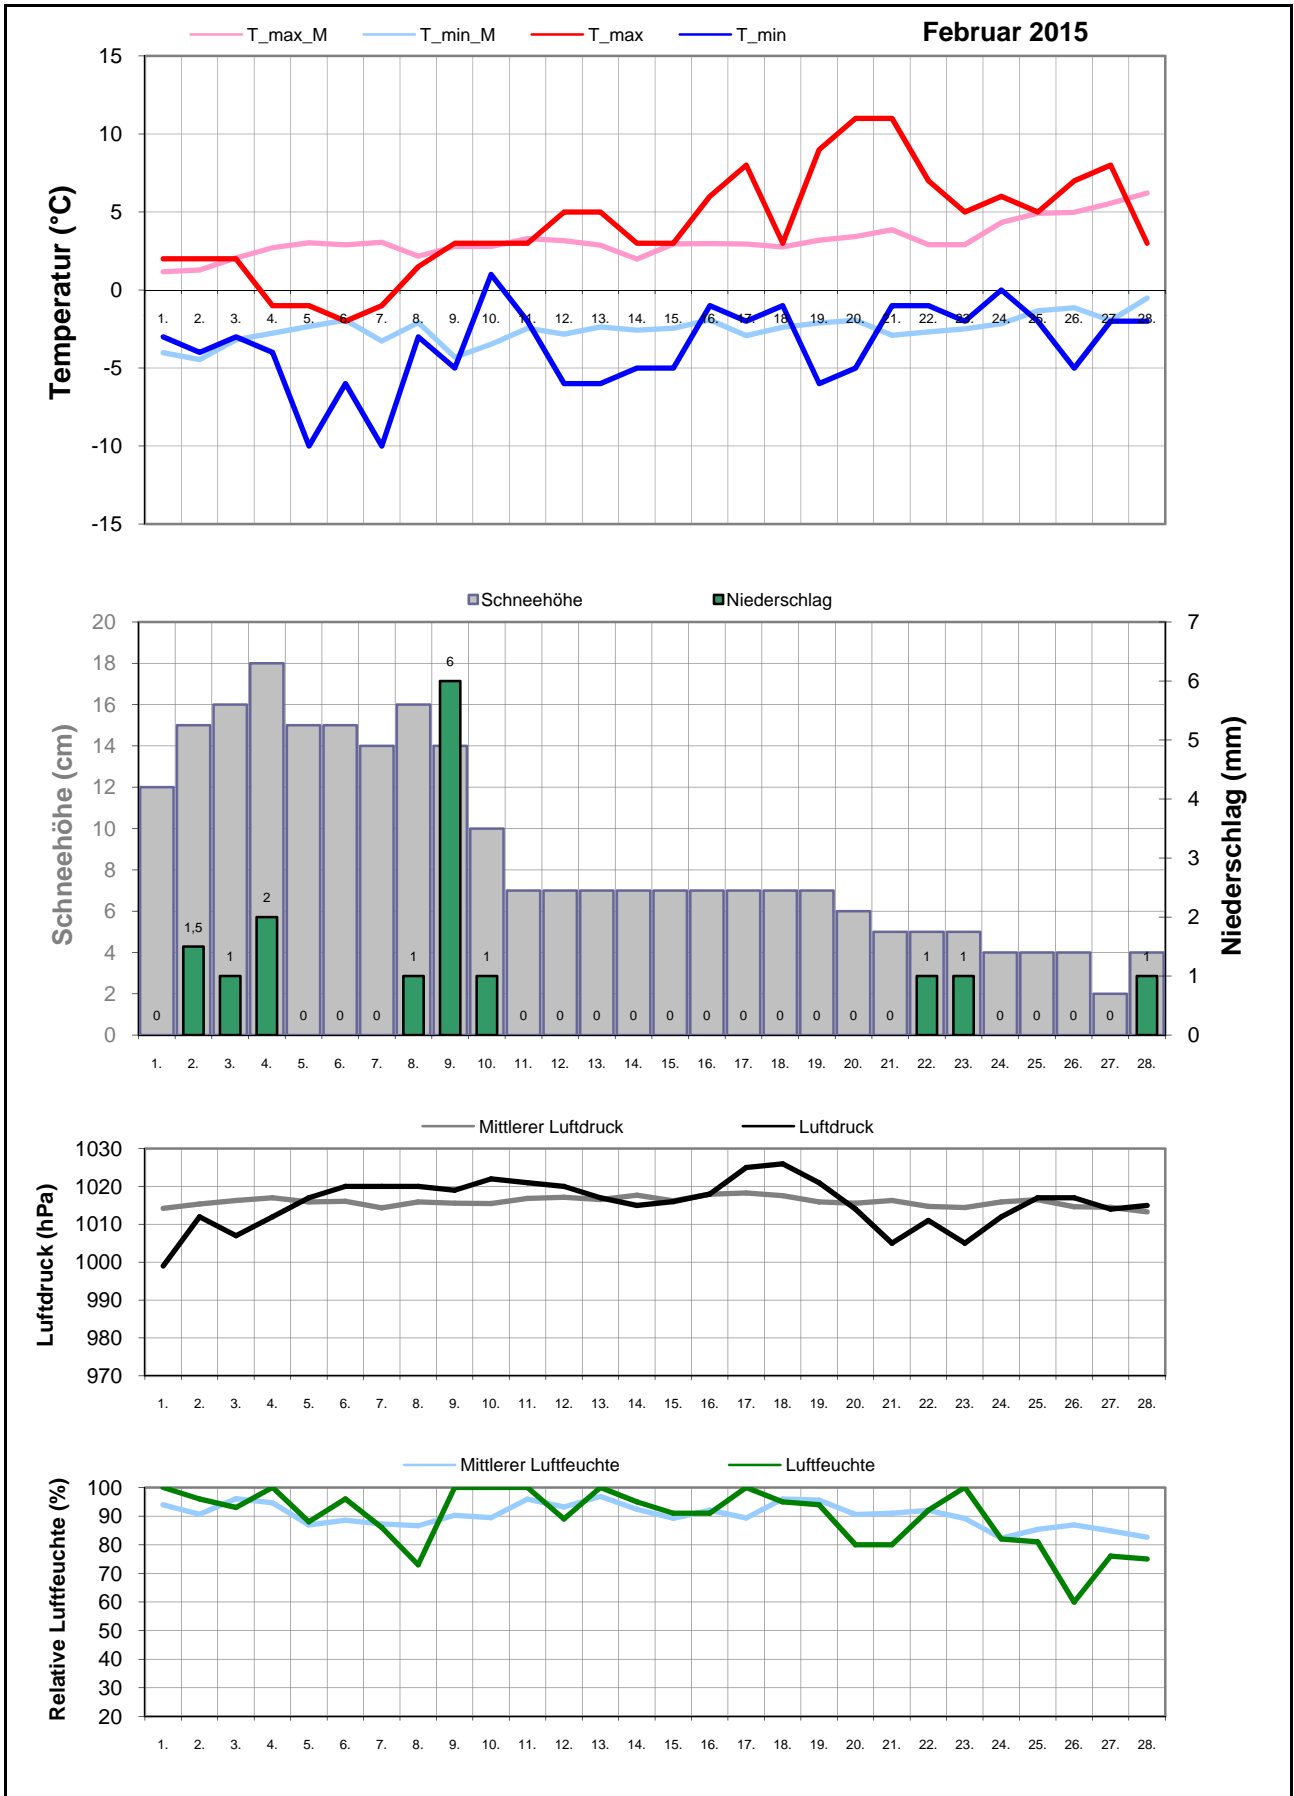 Februar 2015
T_max_M T_min_M T_max T_min
Temperatur (°C)
15
10
5
0
-5
-10
-15
1. 2. 3. 4. 5. 6. 7. 8. 9. 10. 11. 12. 13. 14. 15. 16. 17. 18. 19. 20. 21. 22. 23. 24. 25. 26. 27. 28.
Schneehöhe Niederschlag
Schneehöhe (cm)
20
18
16
14
12
10
8
6
4
2
0
Niederschlag (mm)
7
6
5
4
3
2
1
0
0 1,5 1 2 0 0 0 1 6 1 0 0 0 0 0 0 0 0 0 0 0 1 1 0 0 0 0 1
1. 2. 3. 4. 5. 6. 7. 8. 9. 10. 11. 12. 13. 14. 15. 16. 17. 18. 19. 20. 21. 22. 23. 24. 25. 26. 27. 28.
Mittlerer Luftdruck Luftdruck
Luftdruck (hPa)
1030
1020
1010
1000
990
980
970
1. 2. 3. 4. 5. 6. 7. 8. 9. 10. 11. 12. 13. 14. 15. 16. 17. 18. 19. 20. 21. 22. 23. 24. 25. 26. 27. 28.
Mittlerer Luftfeuchte Luftfeuchte
Relative Luftfeuchte (%)
100
90
80
70
60
50
40
30
20
1. 2. 3. 4. 5. 6. 7. 8. 9. 10. 11. 12. 13. 14. 15. 16. 17. 18. 19. 20. 21. 22. 23. 24. 25. 26. 27. 28.